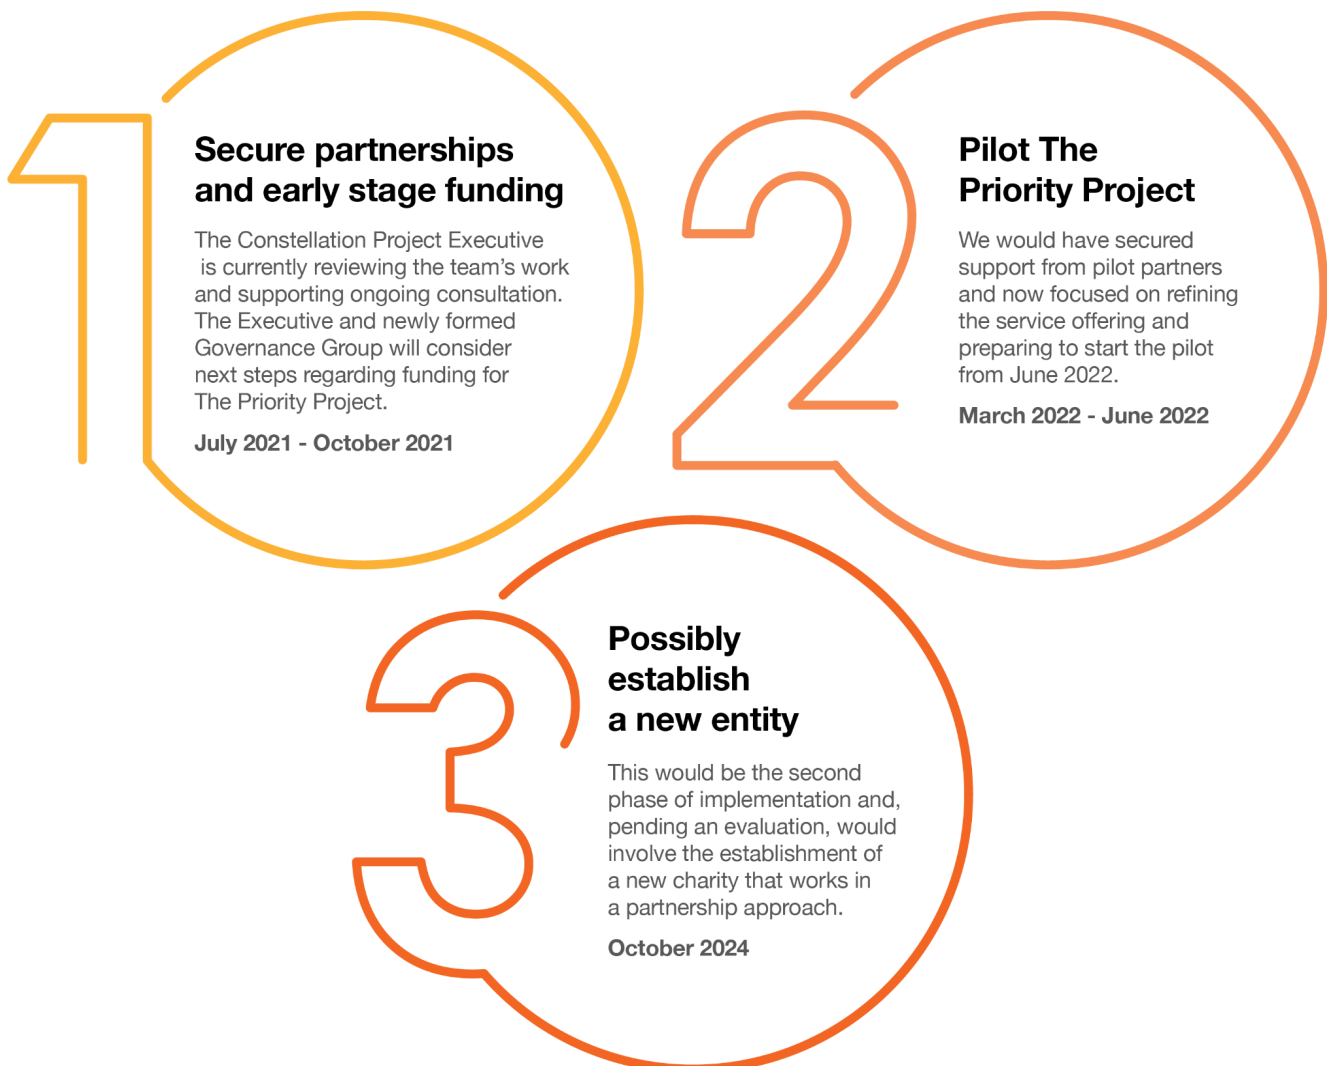 1
Secure partnerships
and early stage funding
The Constellation Project Executive
is currently reviewing the team’s work
and supporting ongoing consultation.
The Executive and newly formed
Governance Group will consider
next steps regarding funding for
The Priority Project.
July 2021 - October 2021
2
Pilot The
Priority Project
We would have secured
support from pilot partners
and now focused on refining
the service offering and
preparing to start the pilot
from June 2022.
March 2022 - June 2022
3
Possibly
establish
a new entity
This would be the second
phase of implementation and,
pending an evaluation, would
involve the establishment of
a new charity that works in
a partnership approach.
October 2024